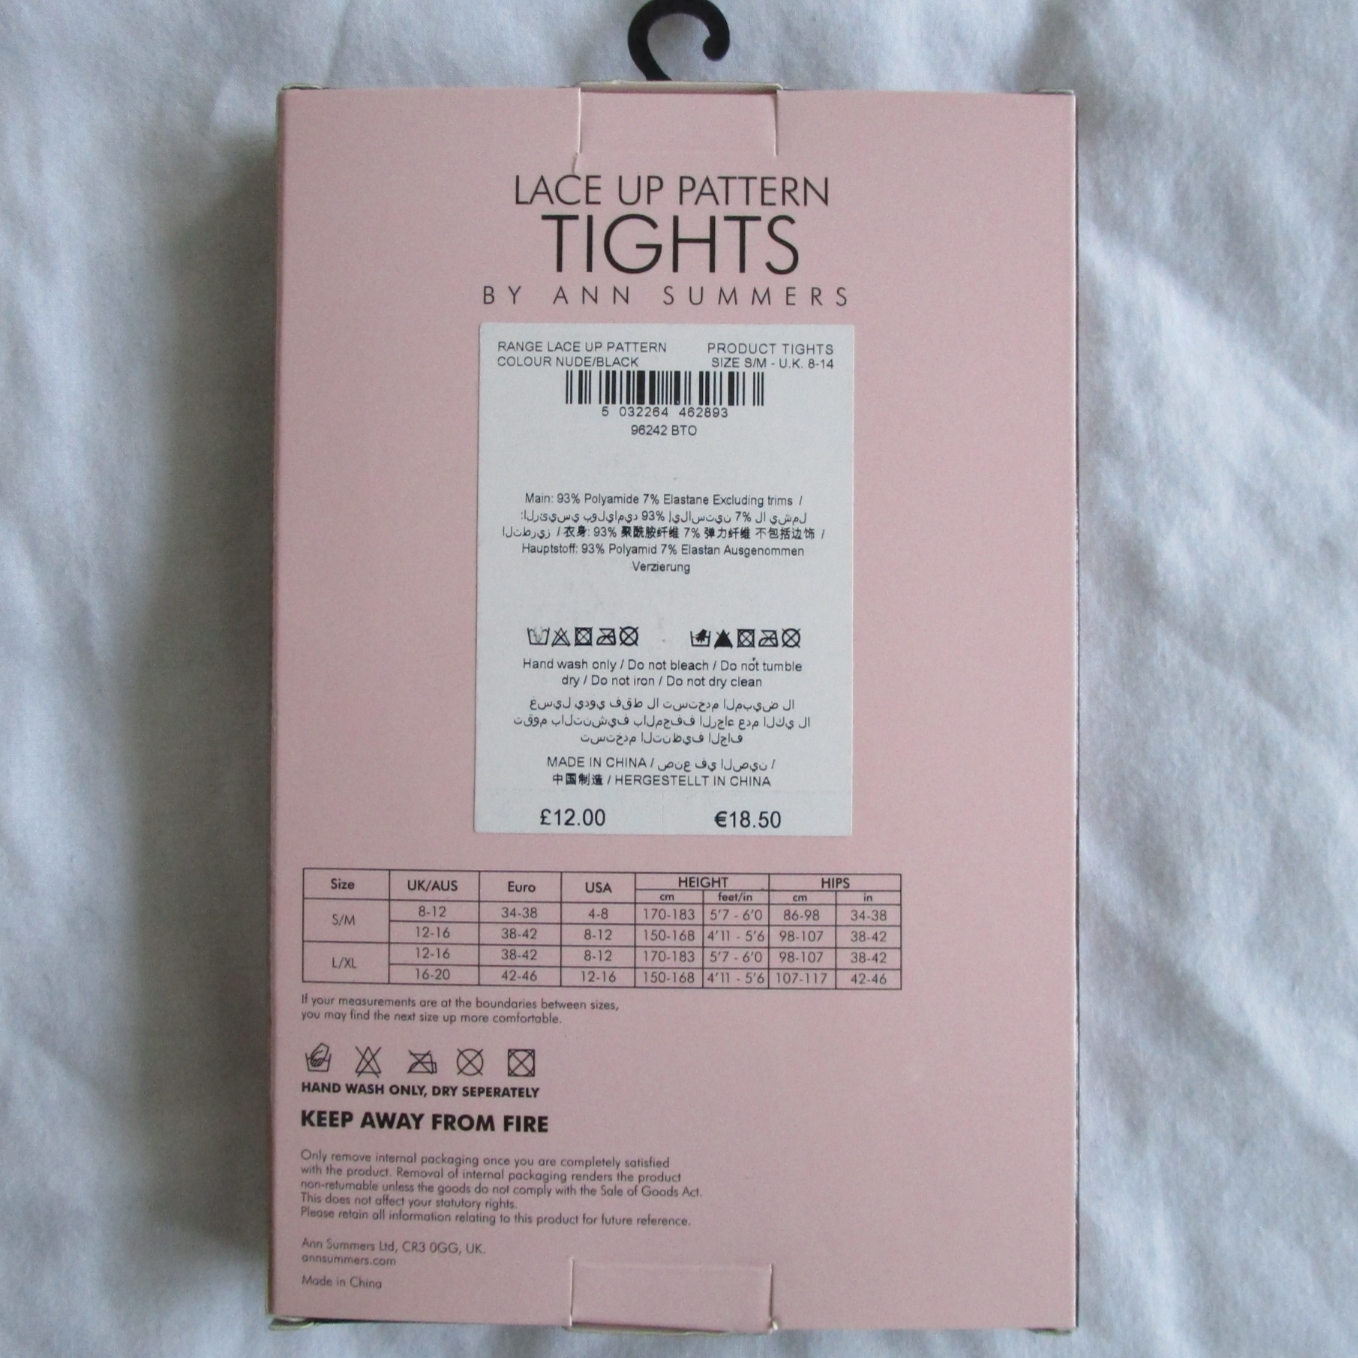 LACE UP PATTERN
TIGHTS
BY ANN SUMMERS
RANGE LACE UP PATTERN PRODUCT TIGHTS
COLOUR NUDE/BLACK SIZE S/M - U.K. 8-14
5 032264 462893
96242 BTO
Main: 93% Polyamide 7% Elastane Excluding trims /
93% 7%
/ 衣身: 93% 聚酰胺纤维 7% 弹力纤维 不包括边饰 /
Hauptstoff: 93% Polyamid 7% Elastan Ausgenommen
Verzierung
Hand wash only / Do not bleach / Do not tumble
dry / Do not iron / Do not dry clean
MADE IN CHINA /
中国制造 / HERGESTELLT IN CHINA
£12.00 €18.50
Size UK/AUS Euro USA HEIGHT HIPS
cm feet/in cm in
S/M 8-12 34-38 4-8 170-183 5'7 - 6'0 86-98 34-38
12-16 38-42 8-12 150-168 4'11 - 5'6 98-107 38-42
L/XL 12-16 38-42 8-12 170-183 5'7 - 6'0 98-107 38-42
16-20 42-46 12-16 150-168 4'11 - 5'6 107-117 42-46
If your measurements are at the boundaries between sizes,
you may find the next size up more comfortable.
HAND WASH ONLY, DRY SEPERATELY
KEEP AWAY FROM FIRE
Only remove internal packaging once you are completely satisfied
with the product. Removal of internal packaging renders the product
non-returnable unless the goods do not comply with the Sale of Goods Act.
This does not affect your statutory rights.
Please retain all information relating to this product for future reference.
Ann Summers Ltd, CR3 0GG, UK.
annsummers.com
Made in China